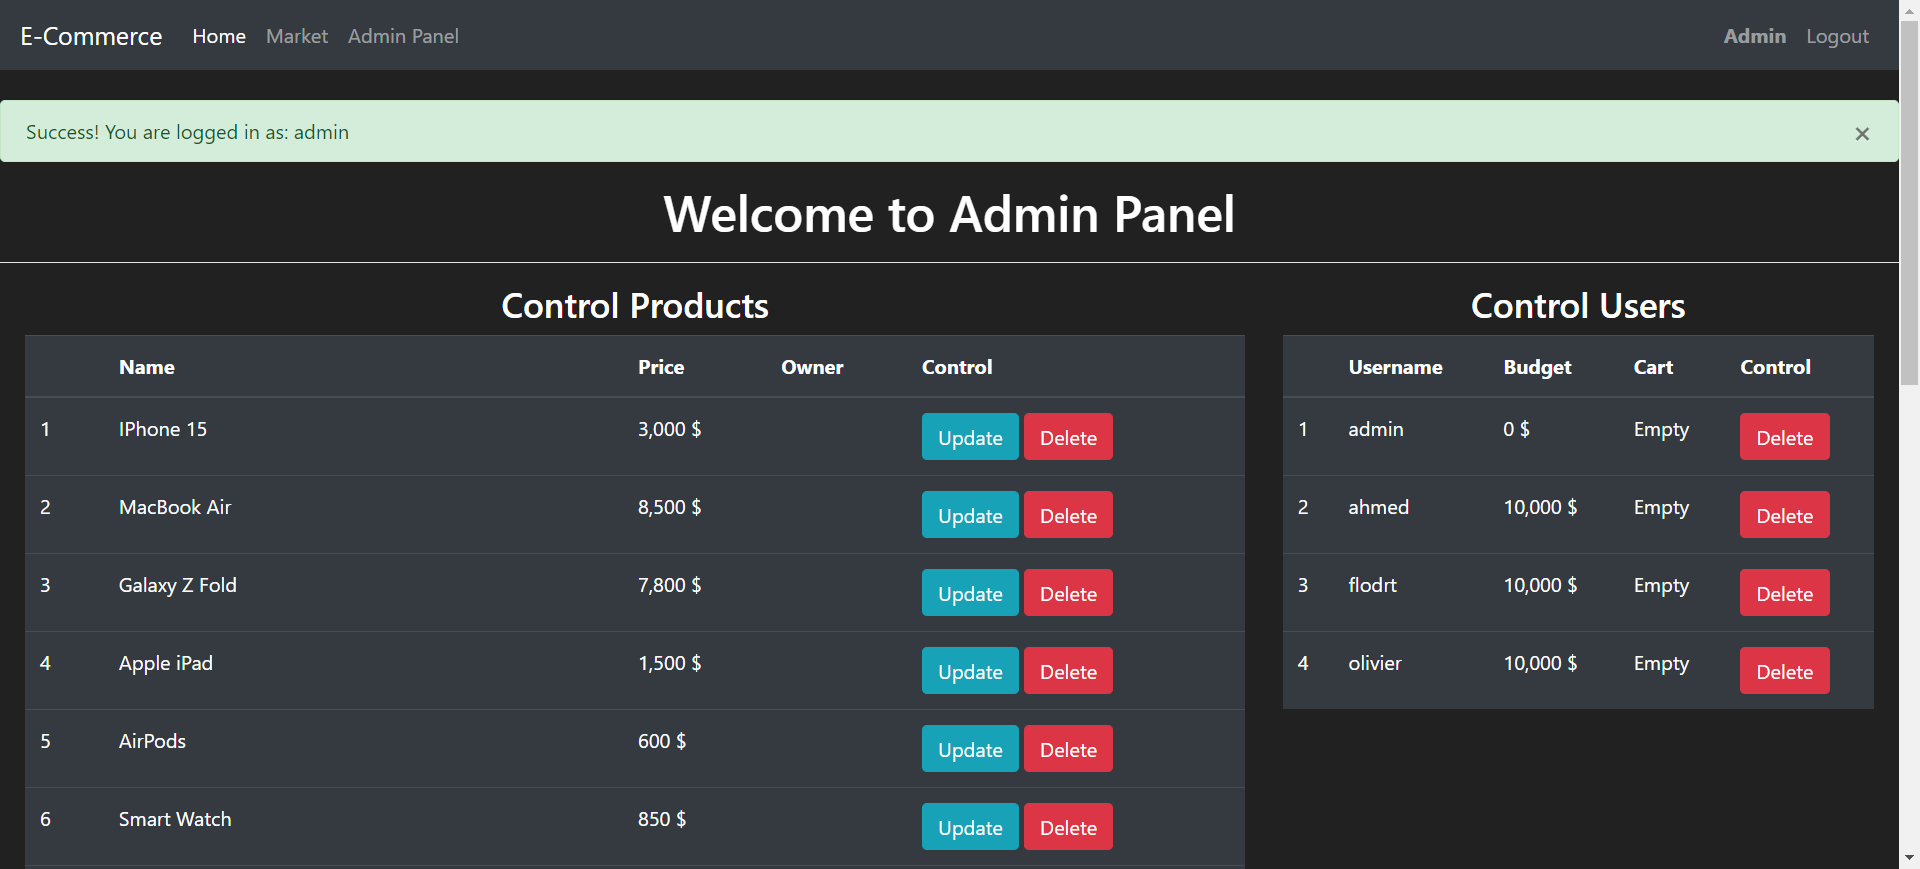 E-Commerce Home Market Admin Panel Admin Logout
Success! You are logged in as: admin ×
Welcome to Admin Panel
Control Products
Name Price Owner Control
1 IPhone 15 3,000 $ Update Delete
2 MacBook Air 8,500 $ Update Delete
3 Galaxy Z Fold 7,800 $ Update Delete
4 Apple iPad 1,500 $ Update Delete
5 AirPods 600 $ Update Delete
6 Smart Watch 850 $ Update Delete
Control Users
Username Budget Cart Control
1 admin 0 $ Empty Delete
2 ahmed 10,000 $ Empty Delete
3 flodrt 10,000 $ Empty Delete
4 olivier 10,000 $ Empty Delete